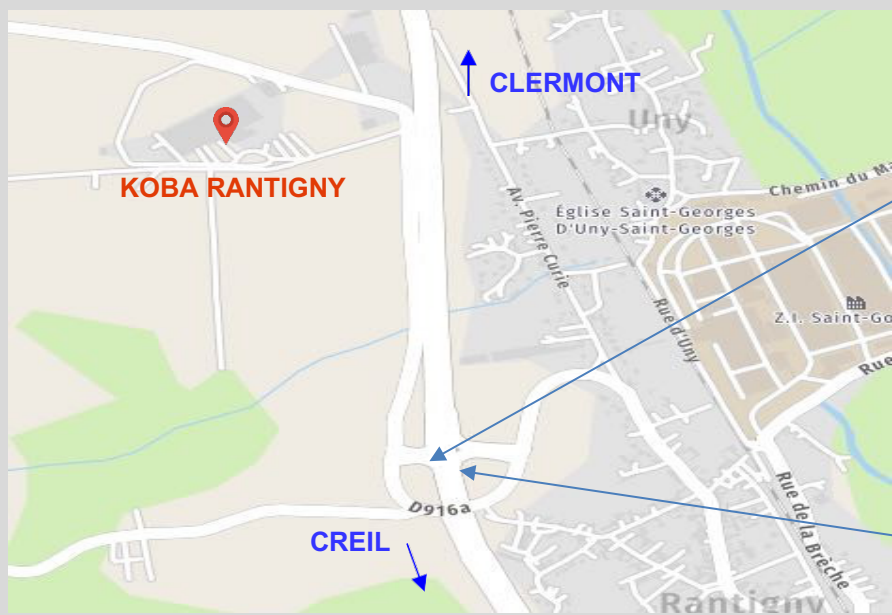 CLERMONT
Uny
KOBA RANTIGNY
Chemin du Ma
Av. Pierre Curie
Église Saint-Georges
D'Uny-Saint-Georges
Rue d'Uny
Z.I. Saint-Go
Rue
D916a
CREIL
Rue de la Brèche
Rantigny